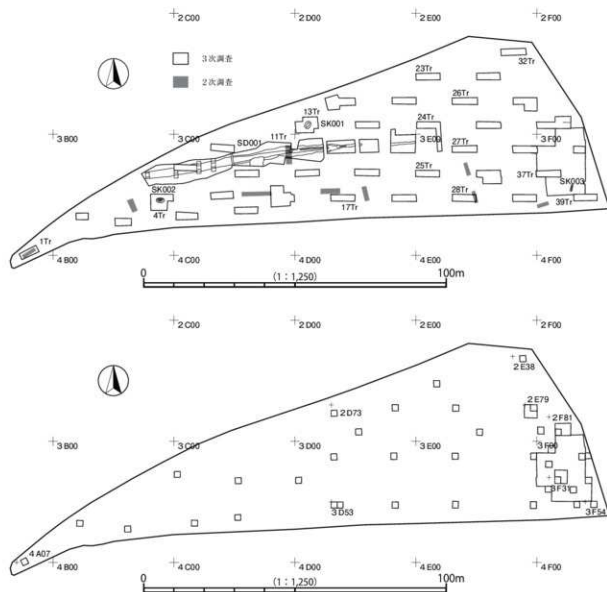 2C00 2D00 2E00 2F00
3次調査
2次調査
32Tr
23Tr
26Tr
13Tr
SK001
24Tr
3B00 3C00 SD001 11Tr 3E00 3F00
27Tr
25Tr 37Tr
SK002 SK003
28Tr
4Tr 17Tr 39Tr
1Tr
4B00 4C00 4D00 4E00 4F00
0 (1：1,250) 100m
2C00 2D00 2E00 2F00
2E38
2E79
2D73 2F81
3B00 3C00 3D00 3E00 3F00
3F31
3D53 3F54
4A07
4B00 4C00 4D00 4E00 4F00
0 (1：1,250) 100m